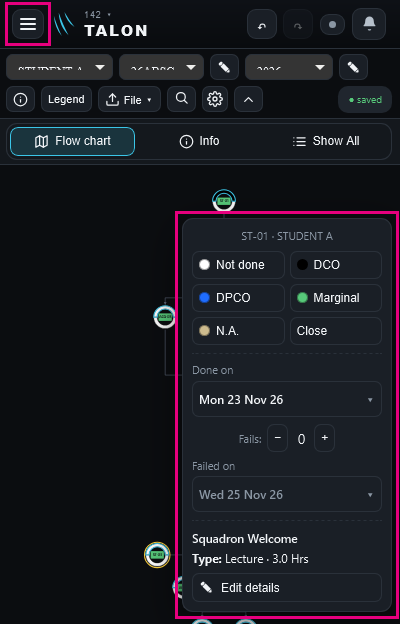 142
TALON
2026
Legend
File
saved
Flow chart
Info
Show All
ST-01 · STUDENT A
Not done
DCO
DPCO
Marginal
N.A.
Close
Done on
Mon 23 Nov 26
Fails: − 0 +
Failed on
Wed 25 Nov 26
Squadron Welcome
Type: Lecture · 3.0 Hrs
Edit details